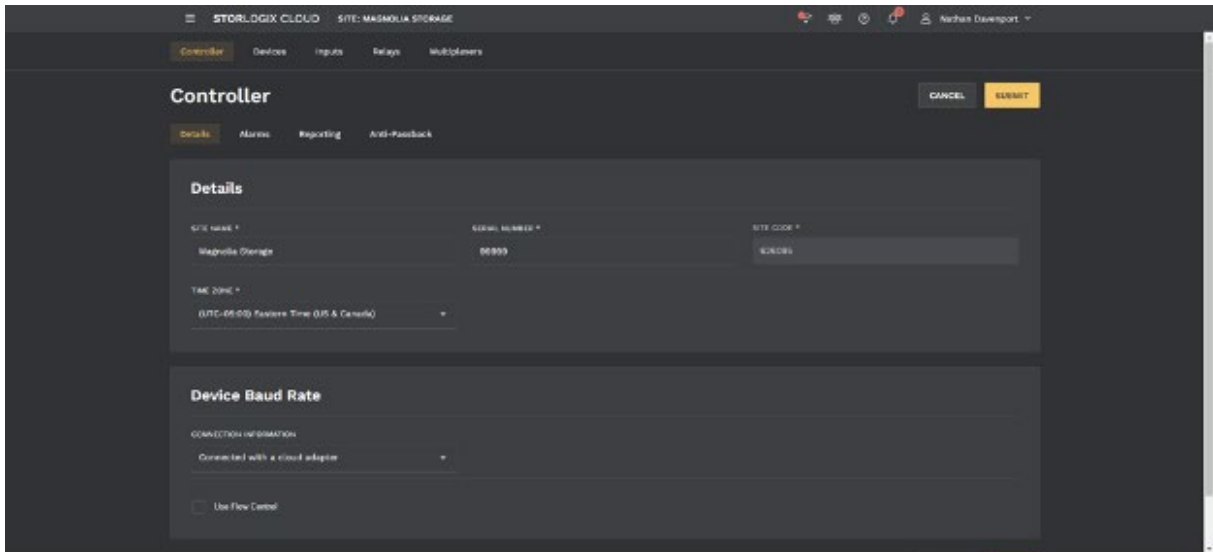 STORLOGIX CLOUD SITE: MAGNOLIA STORAGE Nathan Davenport
Controller Devices Inputs Relays Multiplexers
Controller CANCEL SUBMIT
Details Alarms Reporting Anti-Passback
Details
SITE NAME * SERIAL NUMBER * SITE CODE *
Magnolia Storage
TIME ZONE *
(UTC-05:00) Eastern Time (US & Canada)
Device Baud Rate
CONNECTION INFORMATION
Connected with a cloud adapter
Use Flow Control